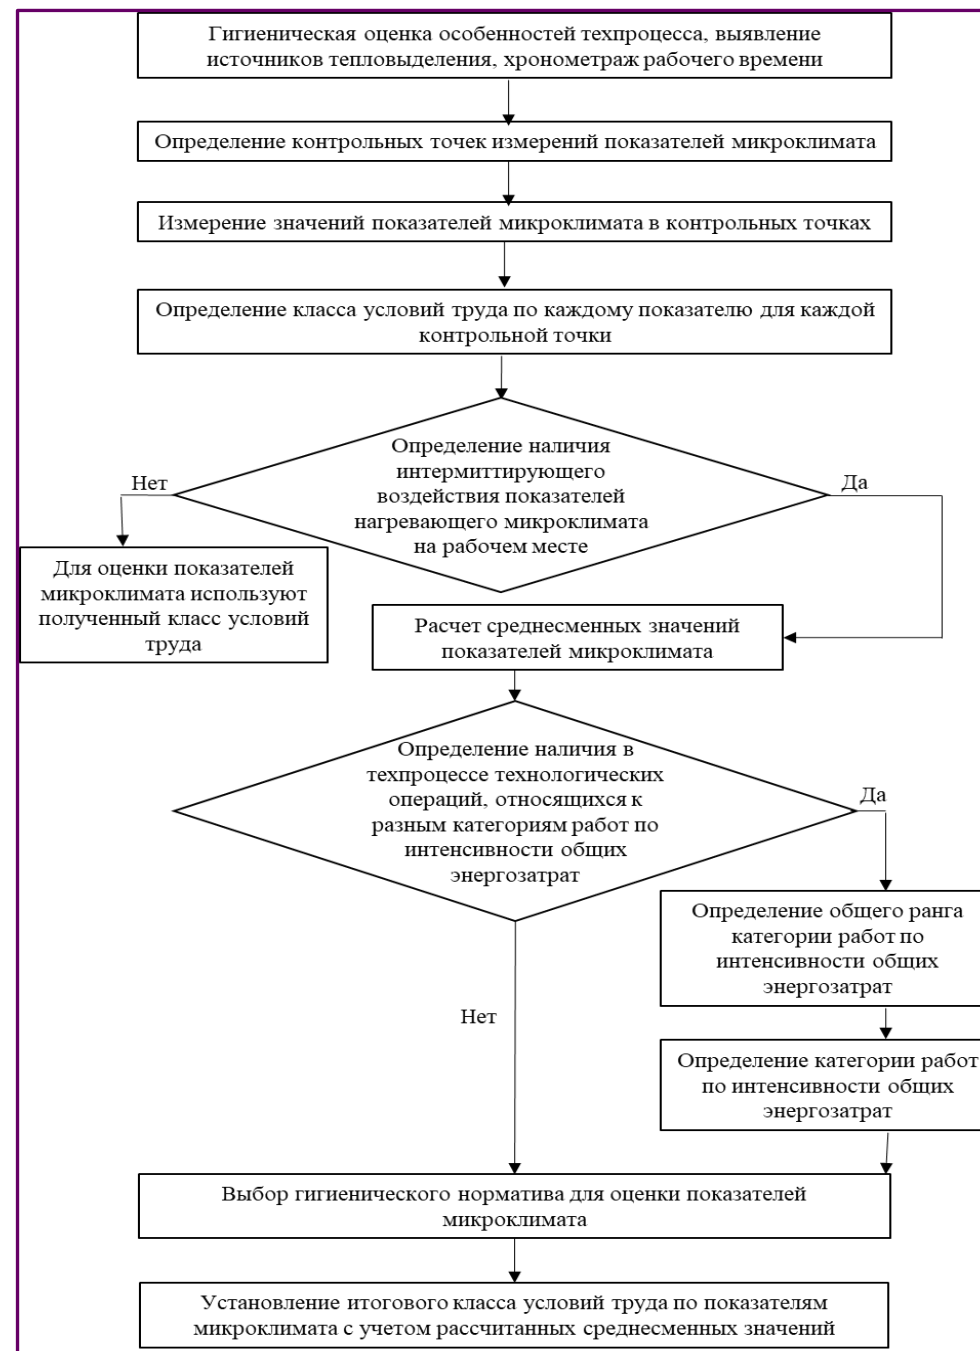 Гигиеническая оценка особенностей техпроцесса, выявление
источников тепловыделения, хронометраж рабочего времени
Определение контрольных точек измерений показателей микроклимата
Измерение значений показателей микроклимата в контрольных точках
Определение класса условий труда по каждому показателю для каждой
контрольной точки
Определение наличия
интермиттирующего
воздействия показателей
нагревающего микроклимата
на рабочем месте
Нет
Да
Для оценки показателей
микроклимата используют
полученный класс условий
труда
Расчет среднесменных значений
показателей микроклимата
Определение наличия в
техпроцессе технологических
операций, относящихся к
разным категориям работ по
интенсивности общих
энергозатрат
Да
Определение общего ранга
категории работ по
интенсивности общих
энергозатрат
Нет
Определение категории работ
по интенсивности общих
энергозатрат
Выбор гигиенического норматива для оценки показателей
микроклимата
Установление итогового класса условий труда по показателям
микроклимата с учетом рассчитанных среднесменных значений